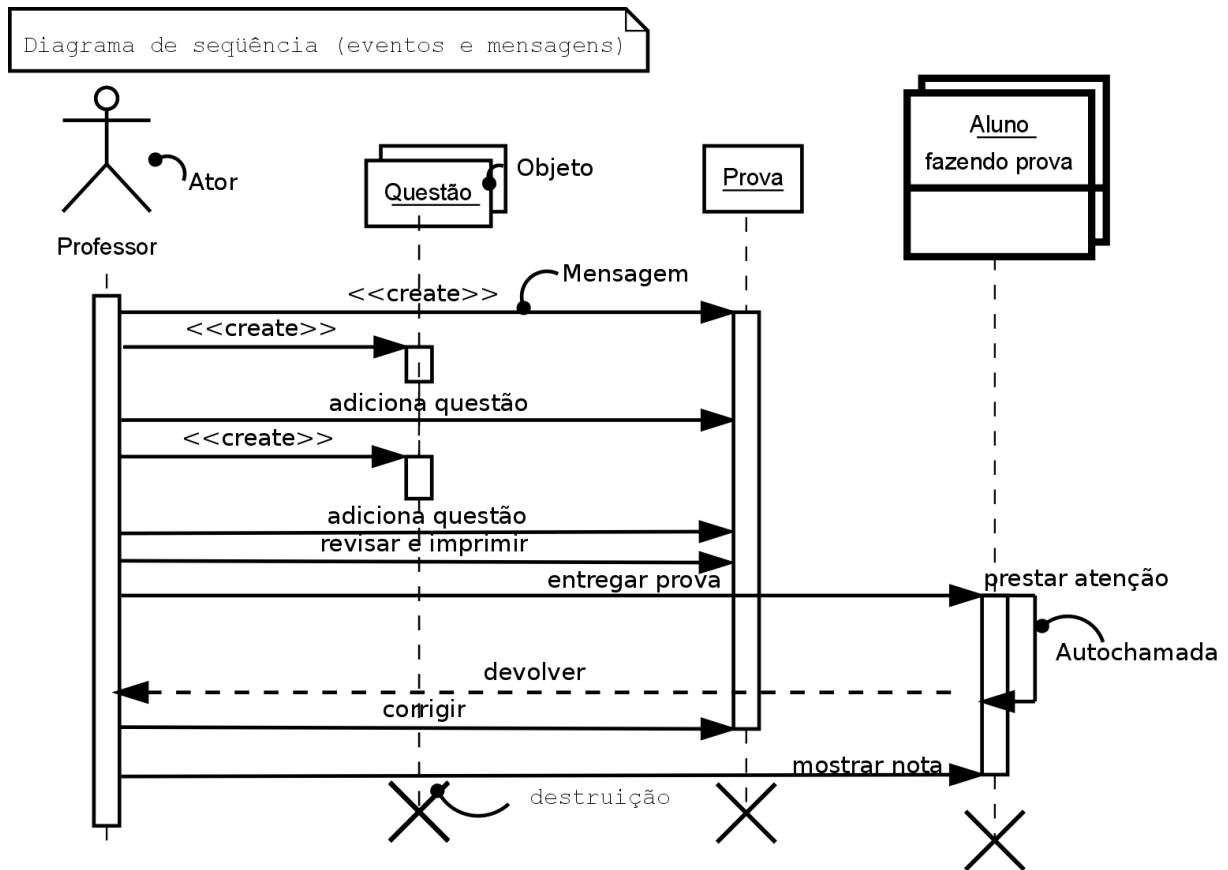 Diagrama de seqüência (eventos e mensagens)
Aluno
fazendo prova
Objeto
Prova
Ator
Questão
Professor
Mensagem
<<create>>
<<create>>
adiciona questão
<<create>>
adiciona questão
revisar e imprimir
entregar prova
prestar atenção
Autochamada
devolver
corrigir
mostrar nota
destruição